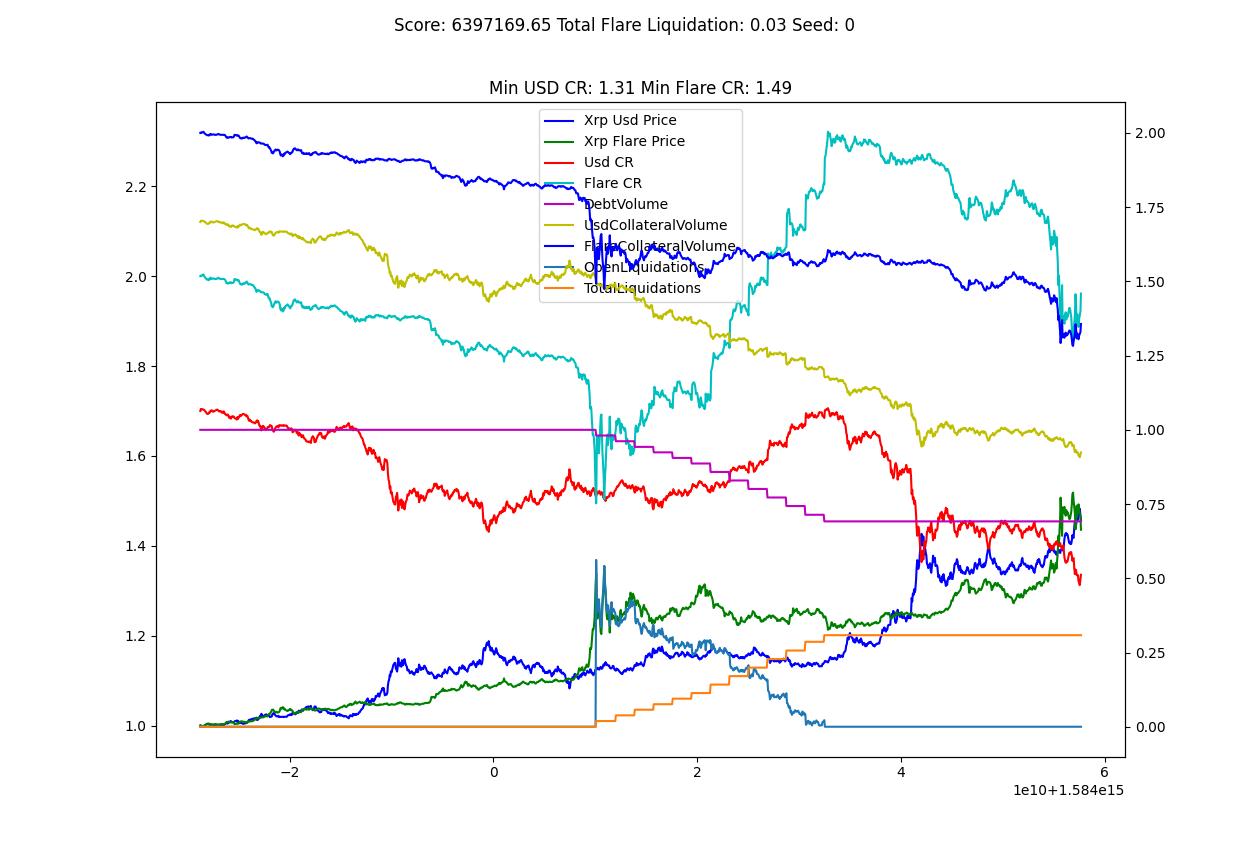 Score: 6397169.65 Total Flare Liquidation: 0.03 Seed: 0
Min USD CR: 1.31 Min Flare CR: 1.49
Xrp Usd Price
Xrp Flare Price
Usd CR
Flare CR
DebtVolume
UsdCollateralVolume
FlareCollateralVolume
OpenLiquidations
TotalLiquidations
2.2
2.0
1.8
1.6
1.4
1.2
1.0
2.00
1.75
1.50
1.25
1.00
0.75
0.50
0.25
0.00
−2
0
2
4
6
1e10+1.584e15